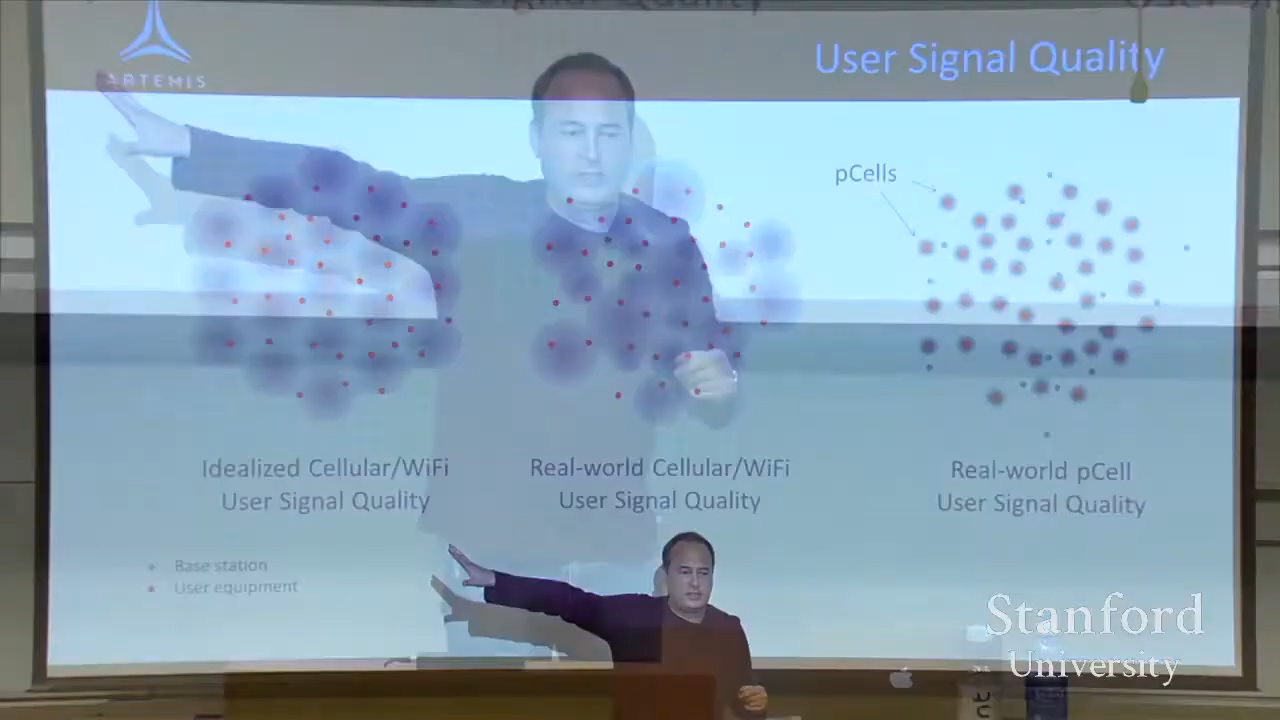 ARTEMIS
User Signal Quality
pCells
Idealized Cellular/WiFi
User Signal Quality
Real-world Cellular/WiFi
User Signal Quality
Real-world pCell
User Signal Quality
Base station
User equipment
Stanford
University